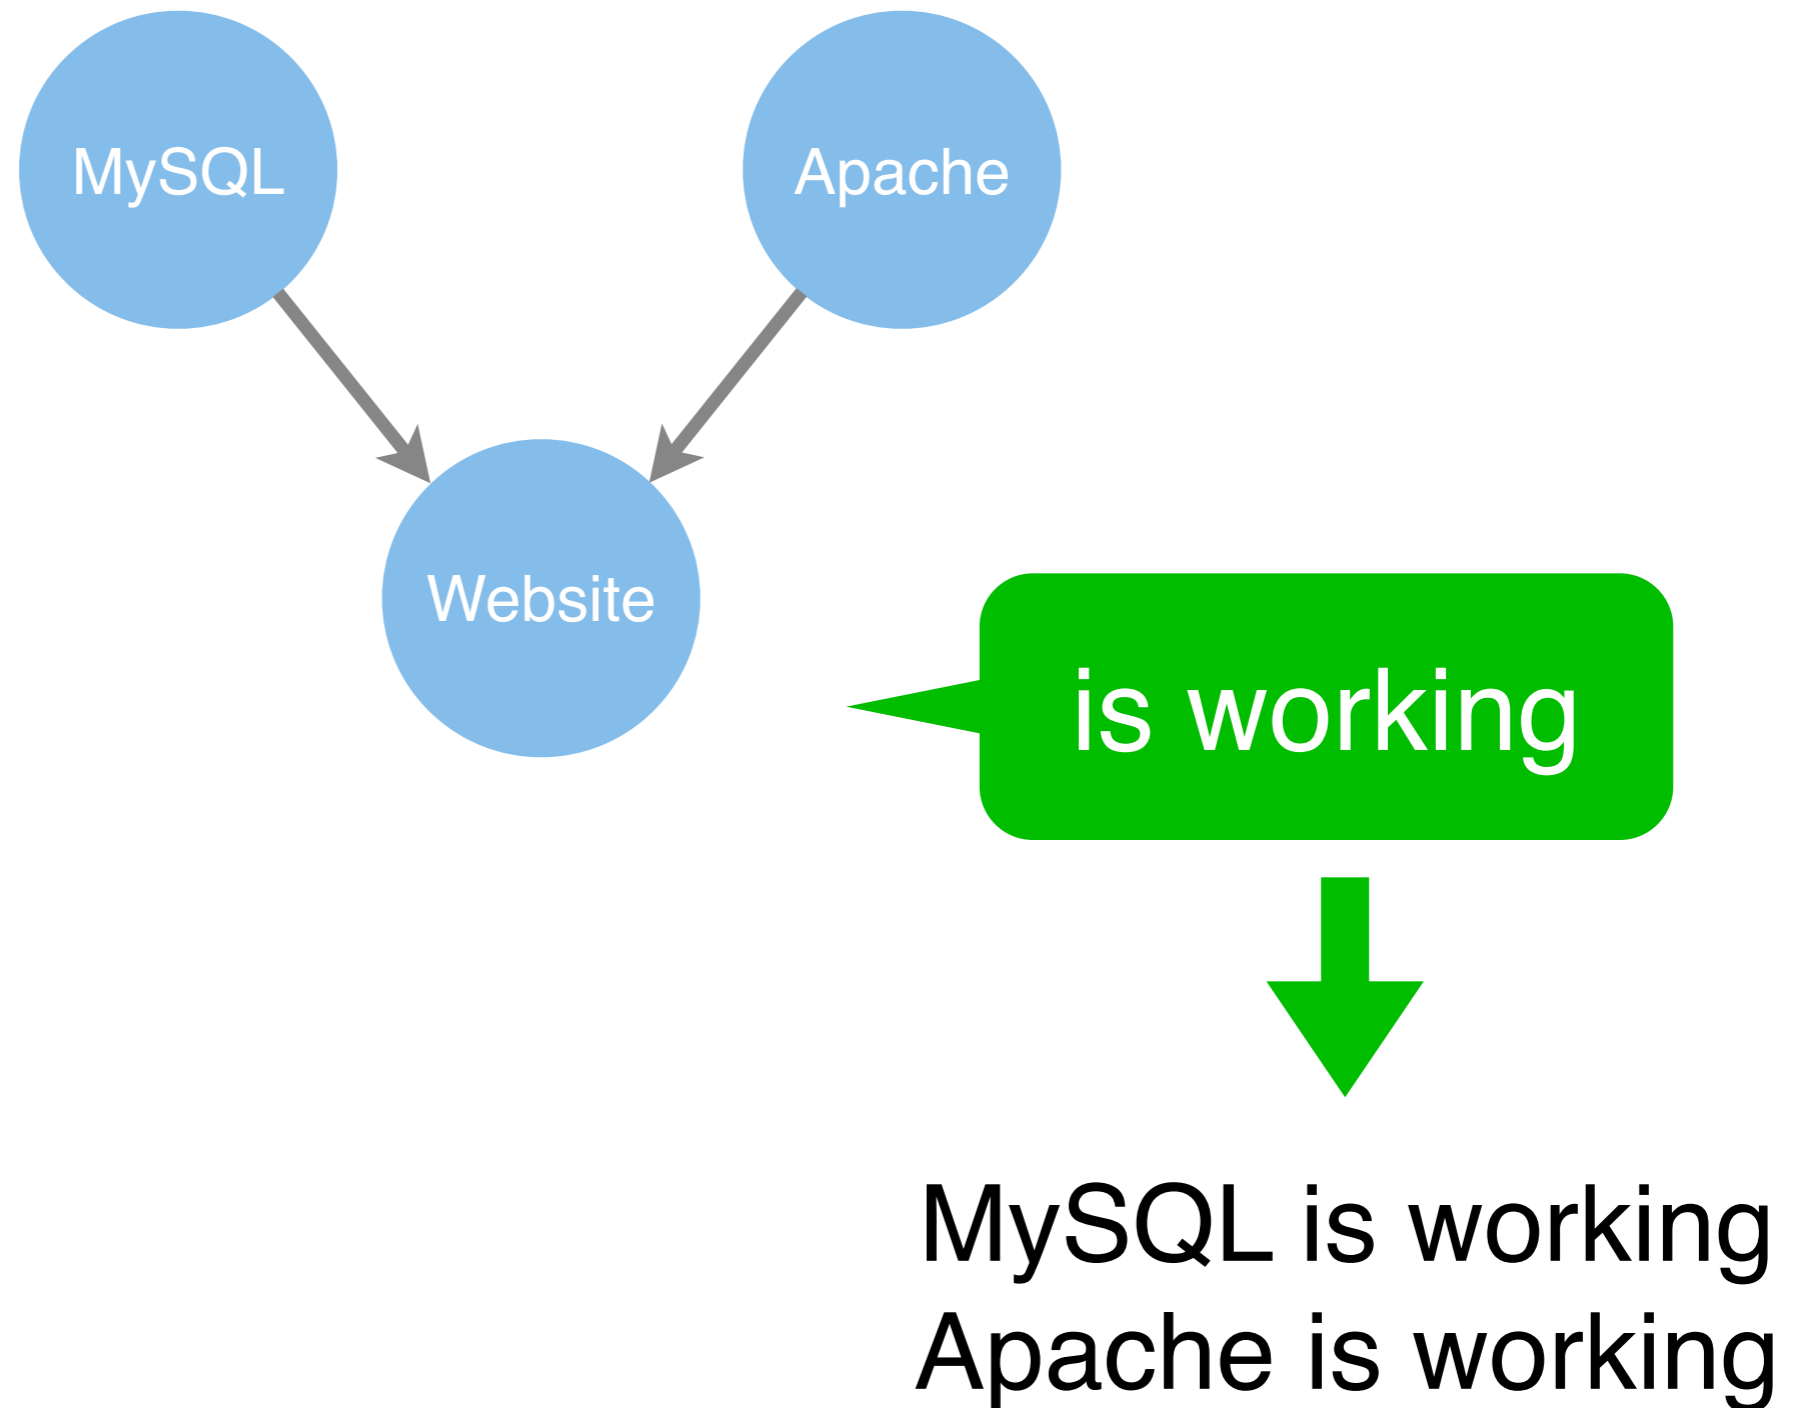 MySQL
Apache
Website
is working
MySQL is working
Apache is working